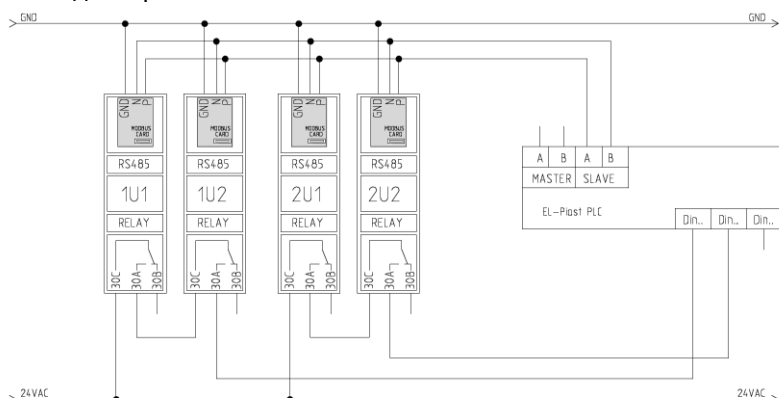 GND GND
GND N P GND N P GND N P GND N P
MODBUS CARD MODBUS CARD MODBUS CARD MODBUS CARD
RS485 RS485 RS485 RS485
1U1 1U2 2U1 2U2
RELAY RELAY RELAY RELAY
30C 30A 30B 30C 30A 30B 30C 30A 30B 30C 30A 30B
A B A B
MASTER SLAVE
EL-Piast PLC
Din.. Din.. Din..
24VAC 24VAC